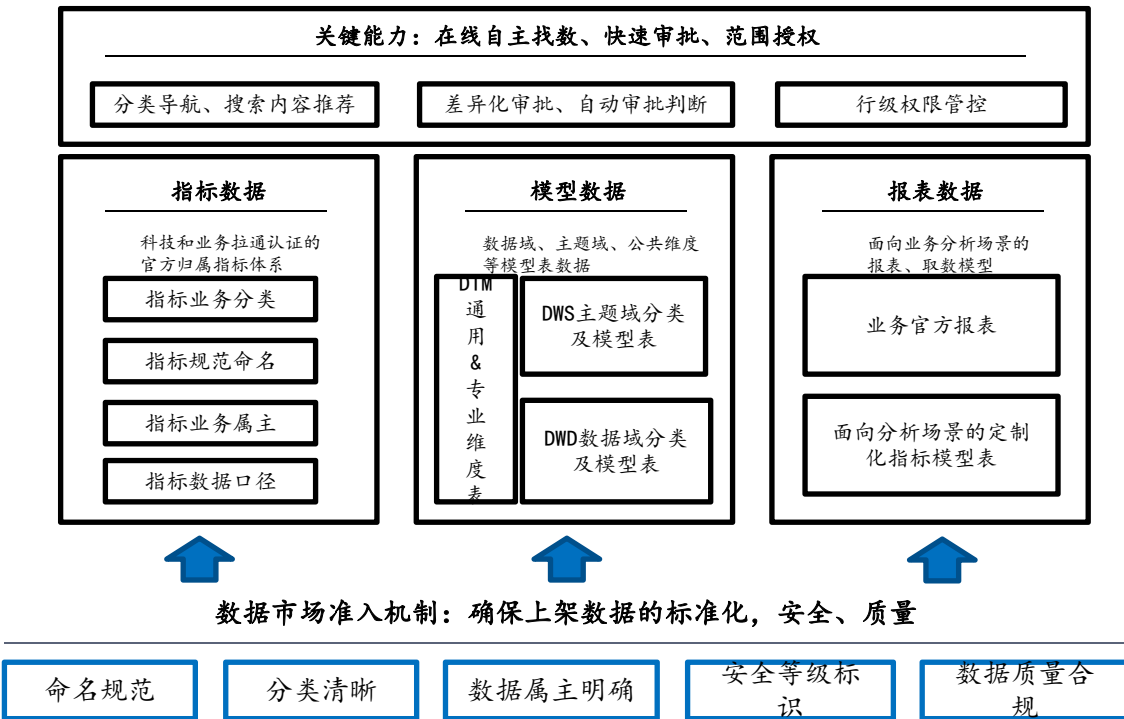 关键能力：在线自主找数、快速审批、范围授权
分类导航、搜索内容推荐
差异化审批、自动审批判断
行级权限管控
指标数据
科技和业务拉通认证的
官方归属指标体系
指标业务分类
指标规范命名
指标业务属主
指标数据口径
模型数据
数据域、主题域、公共维度
等模型表数据
DTM
通
用
&
专
业
维
度
表
DWS主题域分类
及模型表
DWD数据域分类
及模型表
报表数据
面向业务分析场景的
报表、取数模型
业务官方报表
面向分析场景的定制
化指标模型表
数据市场准入机制：确保上架数据的标准化，安全、质量
命名规范
分类清晰
数据属主明确
安全等级标
识
数据质量合
规